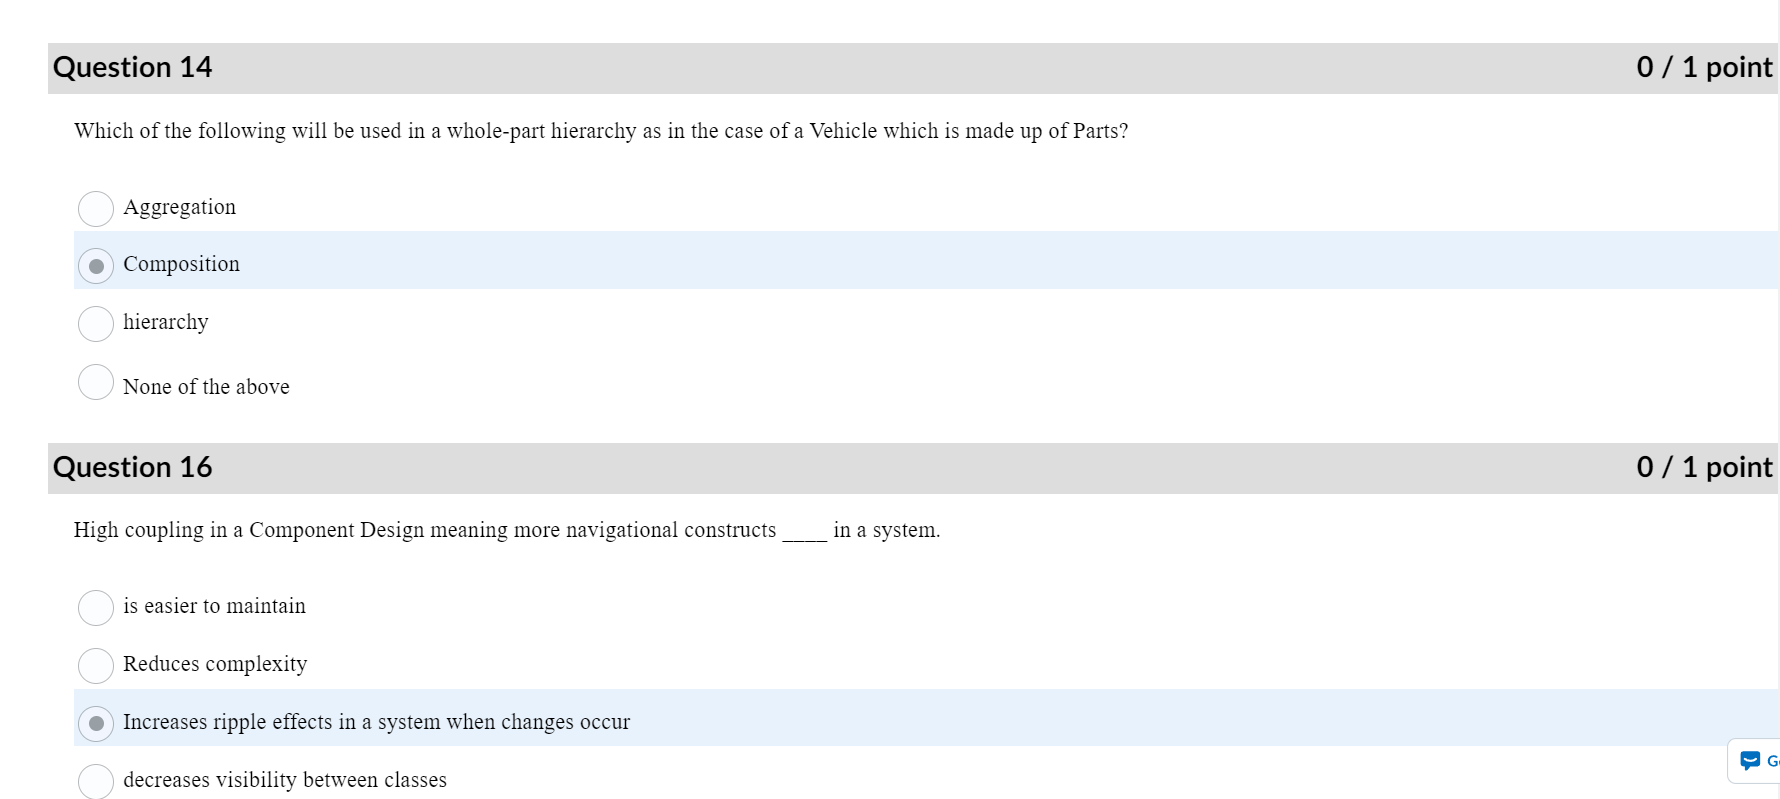 Question 14 0 / 1 point
Which of the following will be used in a whole-part hierarchy as in the case of a Vehicle which is made up of Parts?
Aggregation
Composition
hierarchy
None of the above
Question 16 0 / 1 point
High coupling in a Component Design meaning more navigational constructs ____ in a system.
is easier to maintain
Reduces complexity
Increases ripple effects in a system when changes occur
decreases visibility between classes